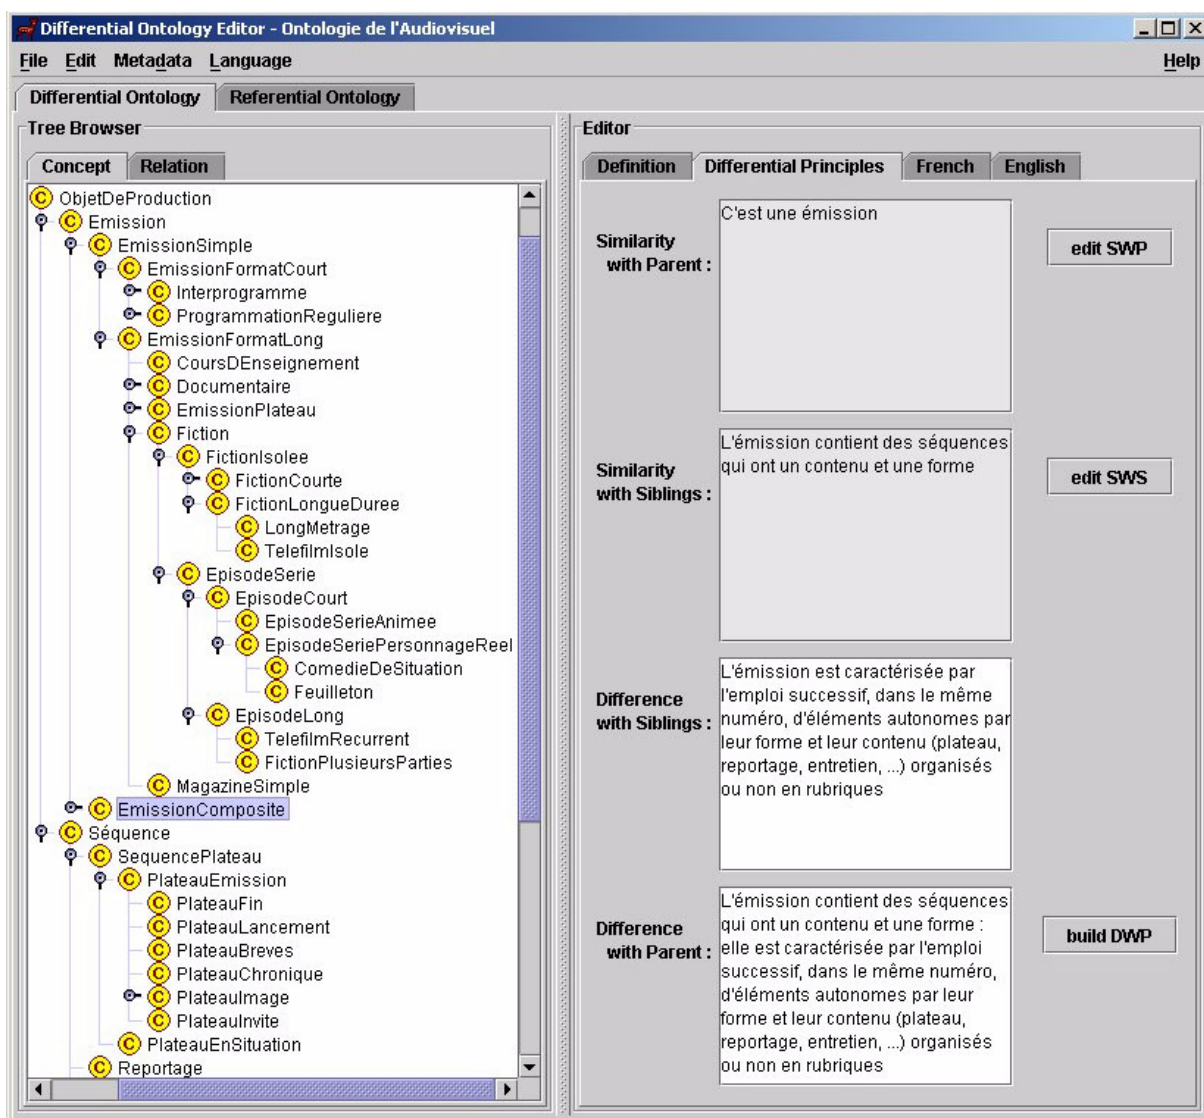 Differential Ontology Editor - Ontologie de l'Audiovisuel
File Edit Metadata Language Help
Differential Ontology Referential Ontology
Tree Browser
Concept Relation
C ObjetDeProduction
C Emission
C EmissionSimple
C EmissionFormatCourt
C Interprogramme
C ProgrammationReguliere
C EmissionFormatLong
C CoursDEnseignement
C Documentaire
C EmissionPlateau
C Fiction
C FictionIsolee
C FictionCourte
C FictionLongueDuree
C LongMetrage
C TelefilmIsole
C EpisodeSerie
C EpisodeCourt
C EpisodeSerieAnimee
C EpisodeSeriePersonnageReel
C ComedieDeSituation
C Feuilleton
C EpisodeLong
C TelefilmRecurrent
C FictionPlusieursParties
C MagazineSimple
C EmissionComposite
C Séquence
C SequencePlateau
C PlateauEmission
C PlateauFin
C PlateauLancement
C PlateauBreves
C PlateauChronique
C PlateauImage
C PlateauInvite
C PlateauEnSituation
C Reportage
Editor
Definition Differential Principles French English
Similarity
with Parent :
C'est une émission
edit SWP
Similarity
with Siblings :
L'émission contient des séquences
qui ont un contenu et une forme
edit SWS
Difference
with Siblings :
L'émission est caractérisée par
l'emploi successif, dans le même
numéro, d'éléments autonomes par
leur forme et leur contenu (plateau,
reportage, entretien, ...) organisés
ou non en rubriques
Difference
with Parent :
L'émission contient des séquences
qui ont un contenu et une forme :
elle est caractérisée par l'emploi
successif, dans le même numéro,
d'éléments autonomes par leur
forme et leur contenu (plateau,
reportage, entretien, ...) organisés
ou non en rubriques
build DWP